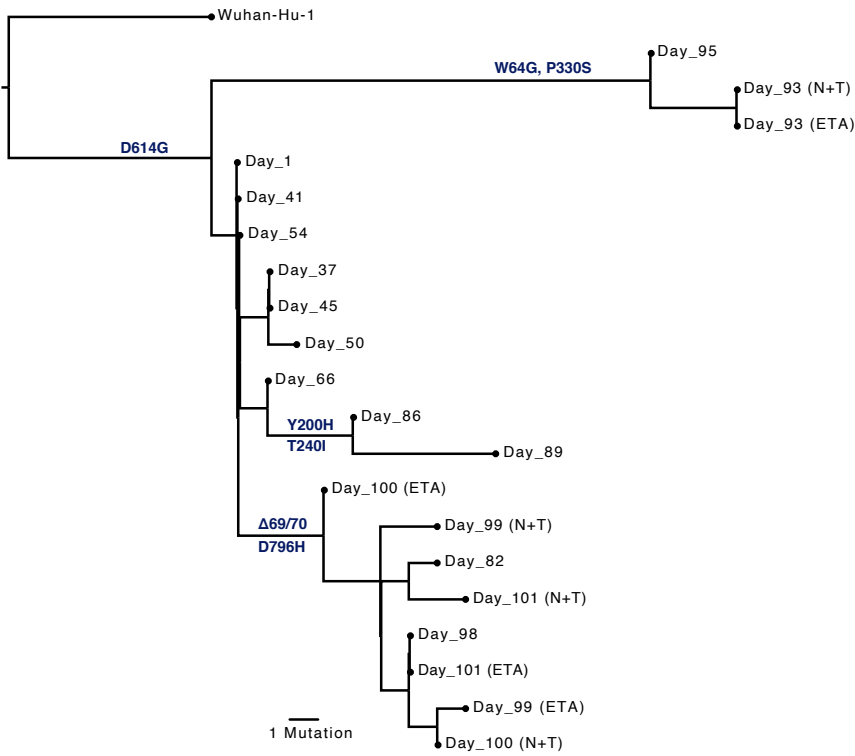 Wuhan-Hu-1
Day_95
W64G, P330S
Day_93 (N+T)
Day_93 (ETA)
D614G
Day_1
Day_41
Day_54
Day_37
Day_45
Day_50
Day_66
Day_86
Y200H
T240I
Day_89
Day_100 (ETA)
Δ69/70
Day_99 (N+T)
D796H
Day_82
Day_101 (N+T)
Day_98
Day_101 (ETA)
Day_99 (ETA)
1 Mutation
Day_100 (N+T)